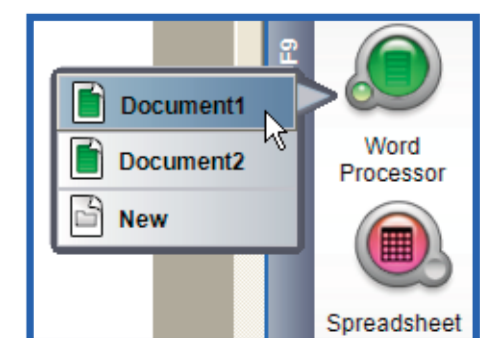 F9
Document1
Document2
New
Word
Processor
Spreadsheet